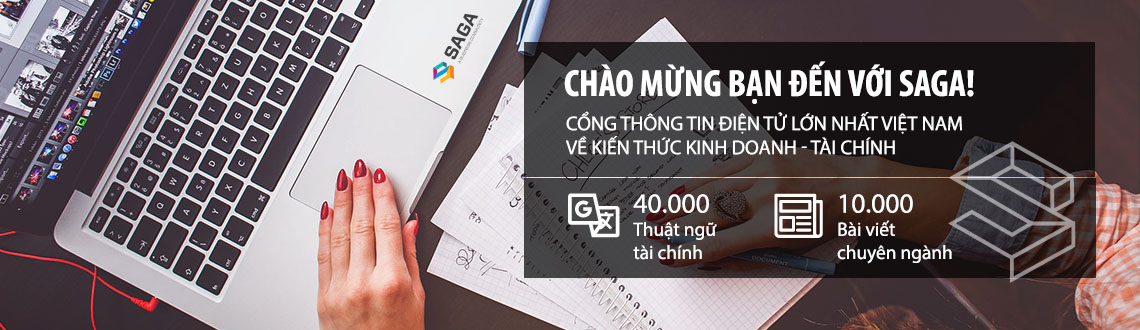 SAGA
CHÀO MỪNG BẠN ĐẾN VỚI SAGA!
CỔNG THÔNG TIN ĐIỆN TỬ LỚN NHẤT VIỆT NAM
VỀ KIẾN THỨC KINH DOANH - TÀI CHÍNH
40.000
Thuật ngữ
tài chính
10.000
Bài viết
chuyên ngành
DOCUMENT